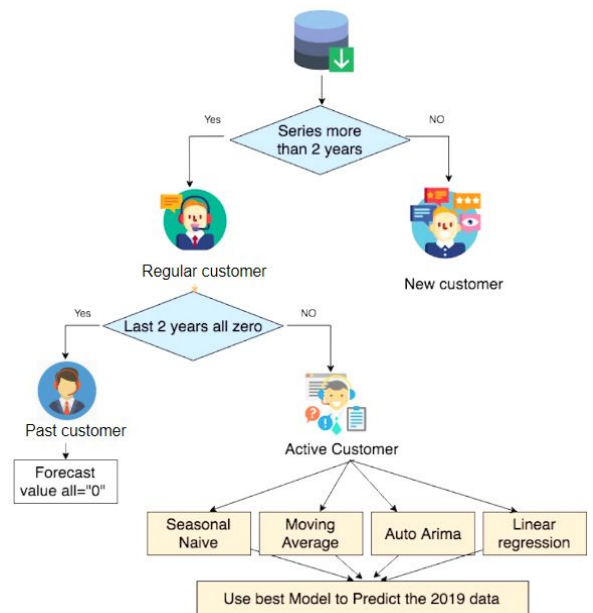 Yes
NO
Series more
than 2 years
Regular customer
New customer
Yes
NO
Last 2 years all zero
Past customer
Active Customer
Forecast
value all="0"
Seasonal
Naive
Moving
Average
Auto Arima
Linear
regression
Use best Model to Predict the 2019 data